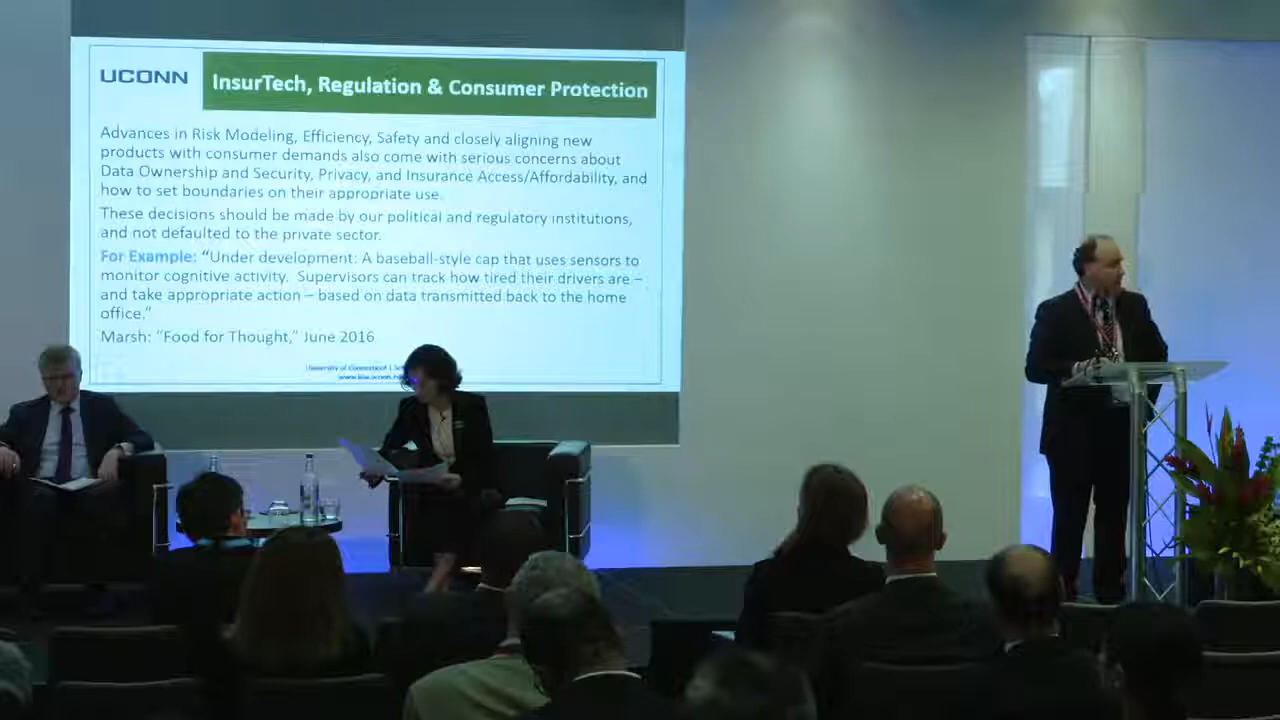 UCONN
InsurTech, Regulation & Consumer Protection
Advances in Risk Modeling, Efficiency, Safety and closely aligning new
products with consumer demands also come with serious concerns about
Data Ownership and Security, Privacy, and Insurance Access/Affordability, and
how to set boundaries on their appropriate use.
These decisions should be made by our political and regulatory institutions,
and not defaulted to the private sector.
For Example: “Under development: A baseball-style cap that uses sensors to
monitor cognitive activity. Supervisors can track how tired their drivers are –
and take appropriate action – based on data transmitted back to the home
office.”
Marsh: “Food for Thought,” June 2016
University of Connecticut |